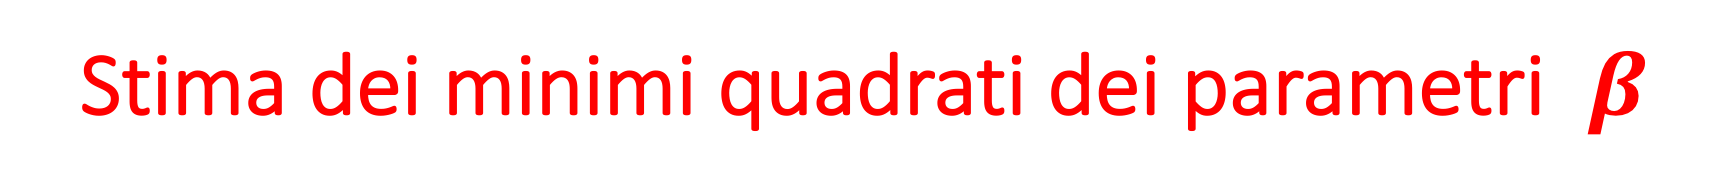 Stima dei minimi quadrati dei parametri 𝜷